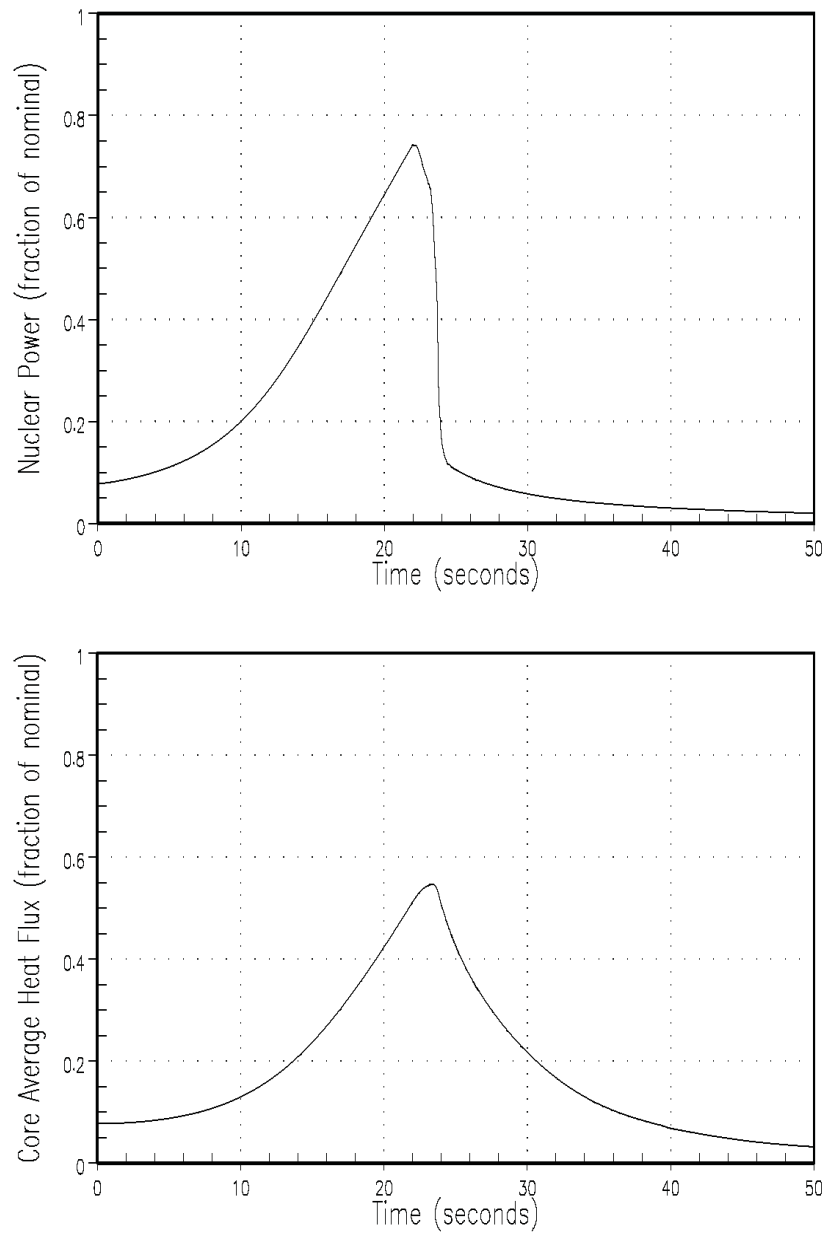 Nuclear Power (fraction of nominal)
1
0.8
0.6
0.4
0.2
0
0 10 20 30 40 50
Time (seconds)
Core Average Heat Flux (fraction of nominal)
1
0.8
0.6
0.4
0.2
0
0 10 20 30 40 50
Time (seconds)